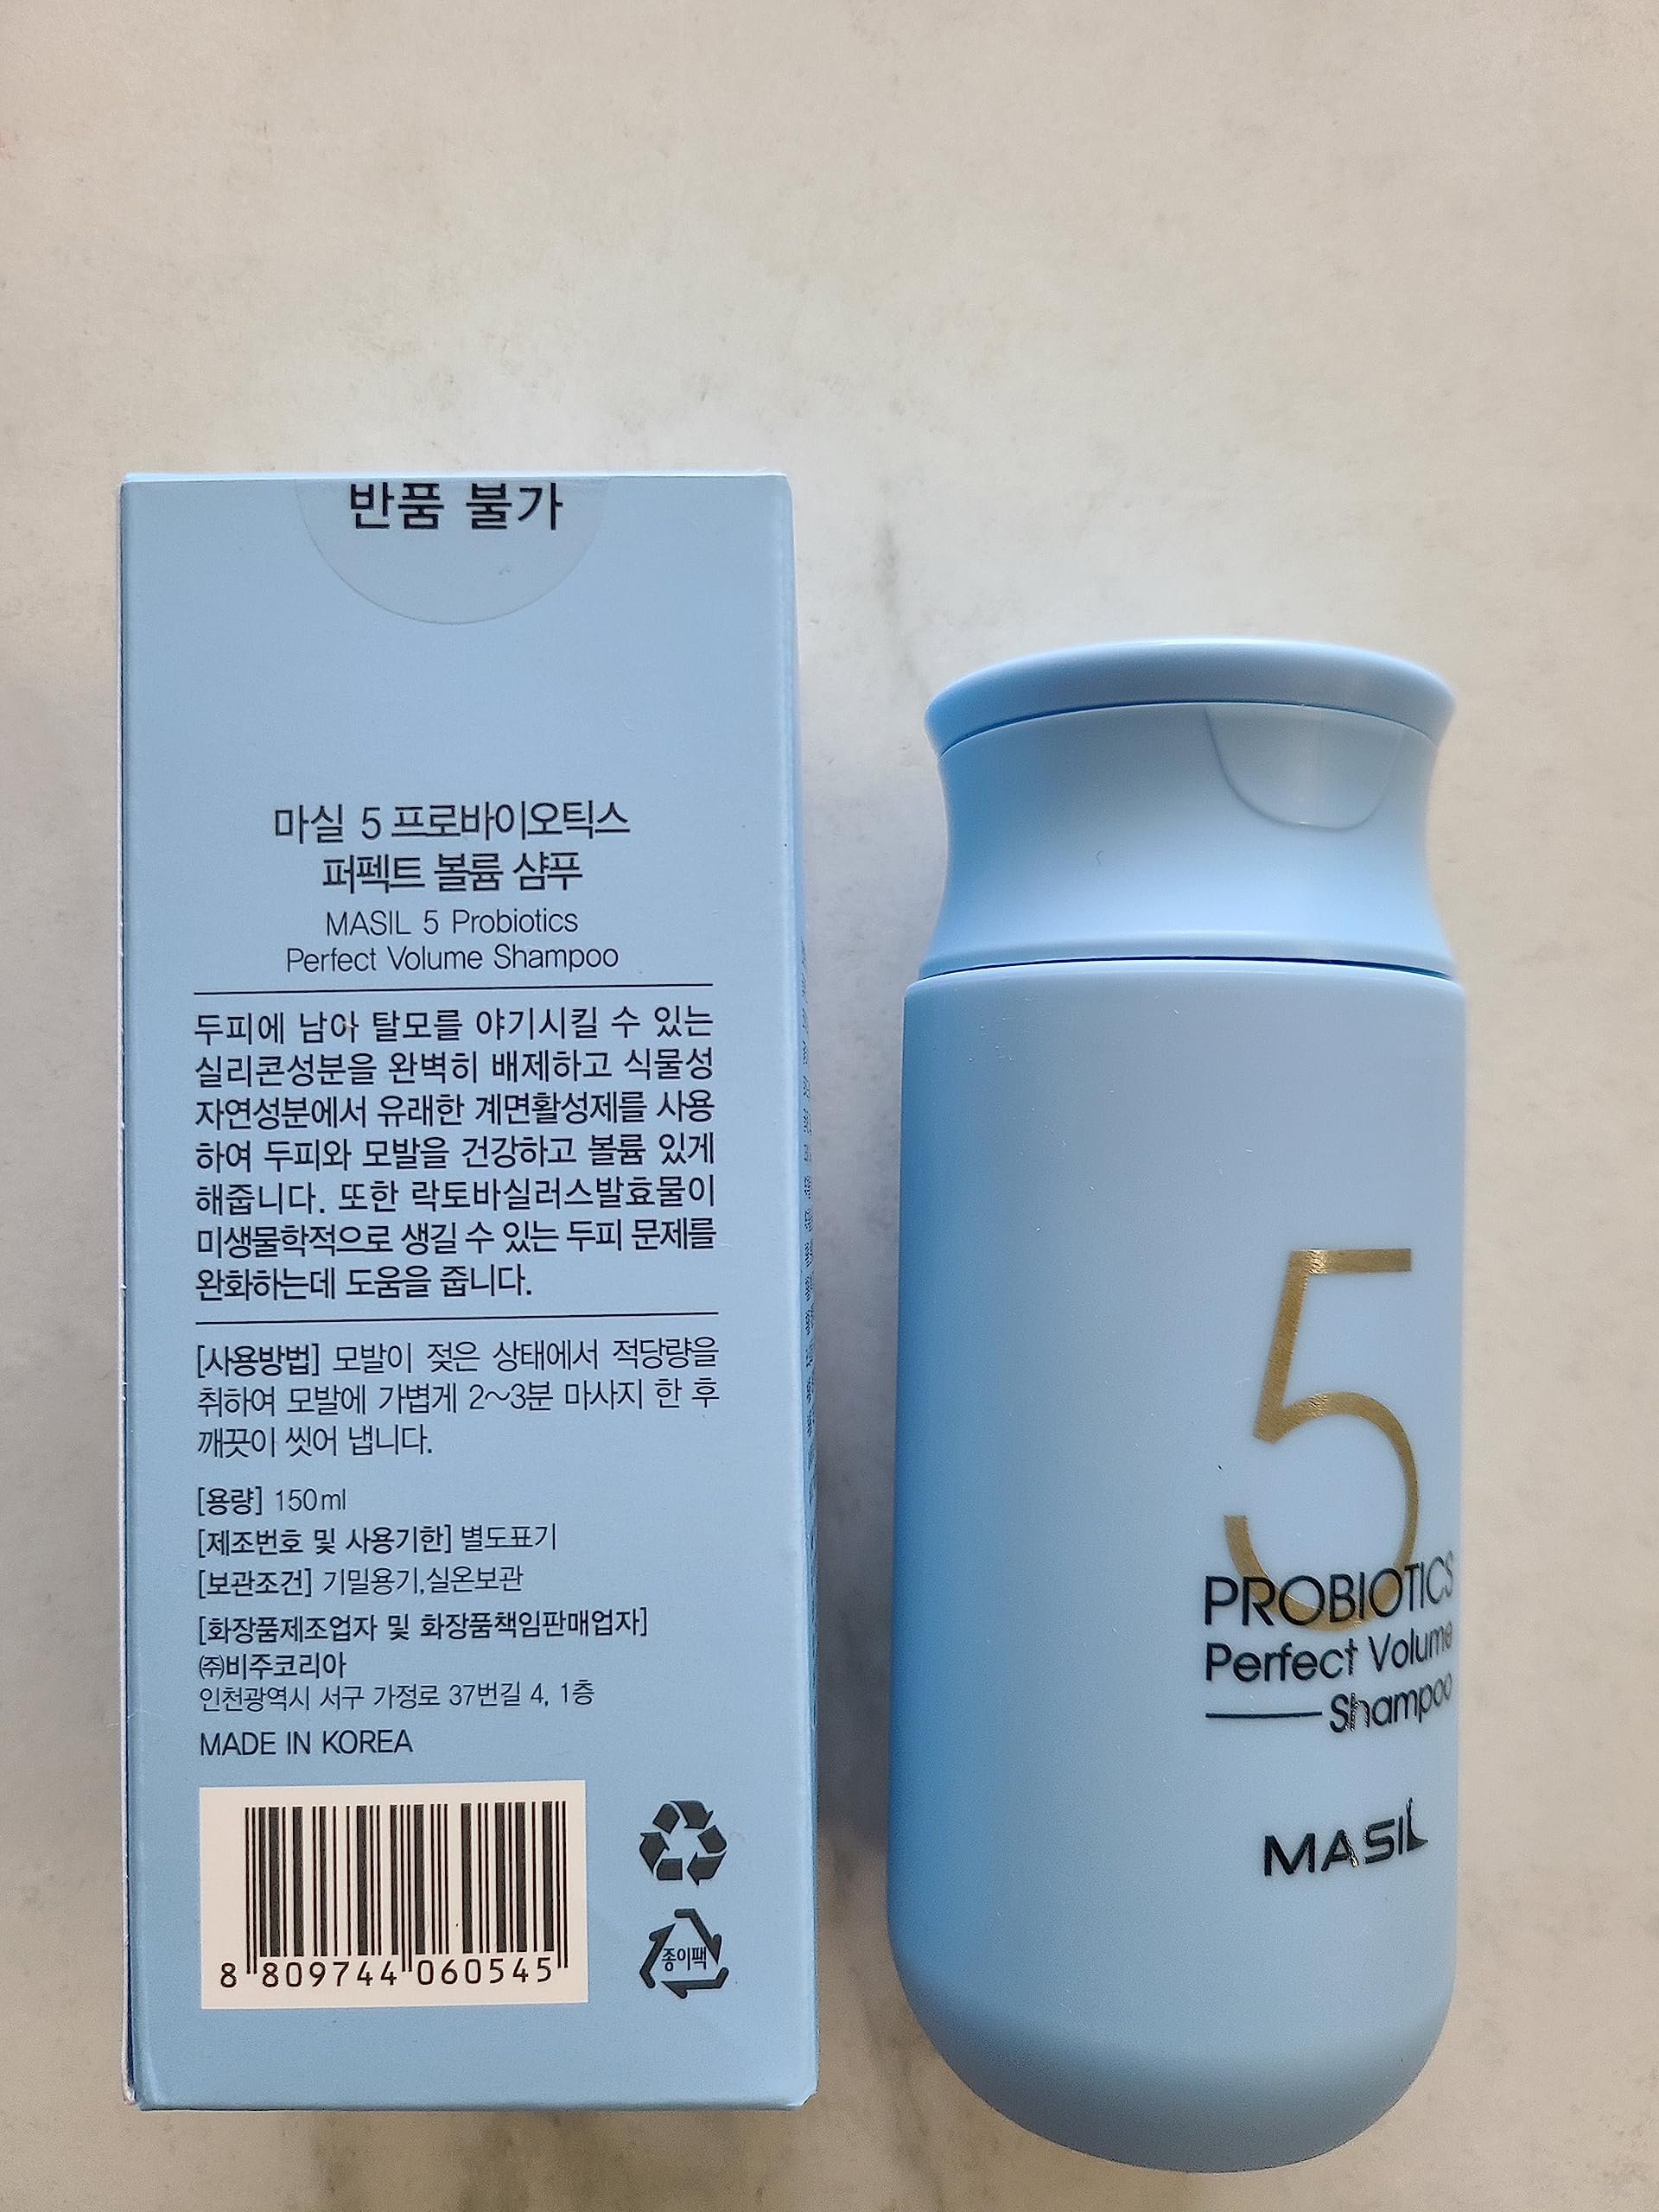 반품 불가
마실 5 프로바이오틱스
퍼펙트 볼륨 샴푸
MASIL 5 Probiotics
Perfect Volume Shampoo
두피에 남아 탈모를 야기시킬 수 있는
실리콘성분을 완벽히 배제하고 식물성
자연성분에서 유래한 계면활성제를 사용
하여 두피와 모발을 건강하고 볼륨 있게
해줍니다. 또한 락토바실러스발효물이
미생물학적으로 생길 수 있는 두피 문제를
완화하는데 도움을 줍니다.
[사용방법] 모발이 젖은 상태에서 적당량을
취하여 모발에 가볍게 2~3분 마사지 한 후
깨끗이 씻어 냅니다.
[용량] 150ml
[제조번호 및 사용기한] 별도표기
[보관조건] 기밀용기,실온보관
[화장품제조업자 및 화장품책임판매업자]
㈜비주코리아
인천광역시 서구 가정로 37번길 4, 1층
MADE IN KOREA
8 809744 060545
종이팩
5
PROBIOTICS
Perfect Volume
Shampoo
MASIL